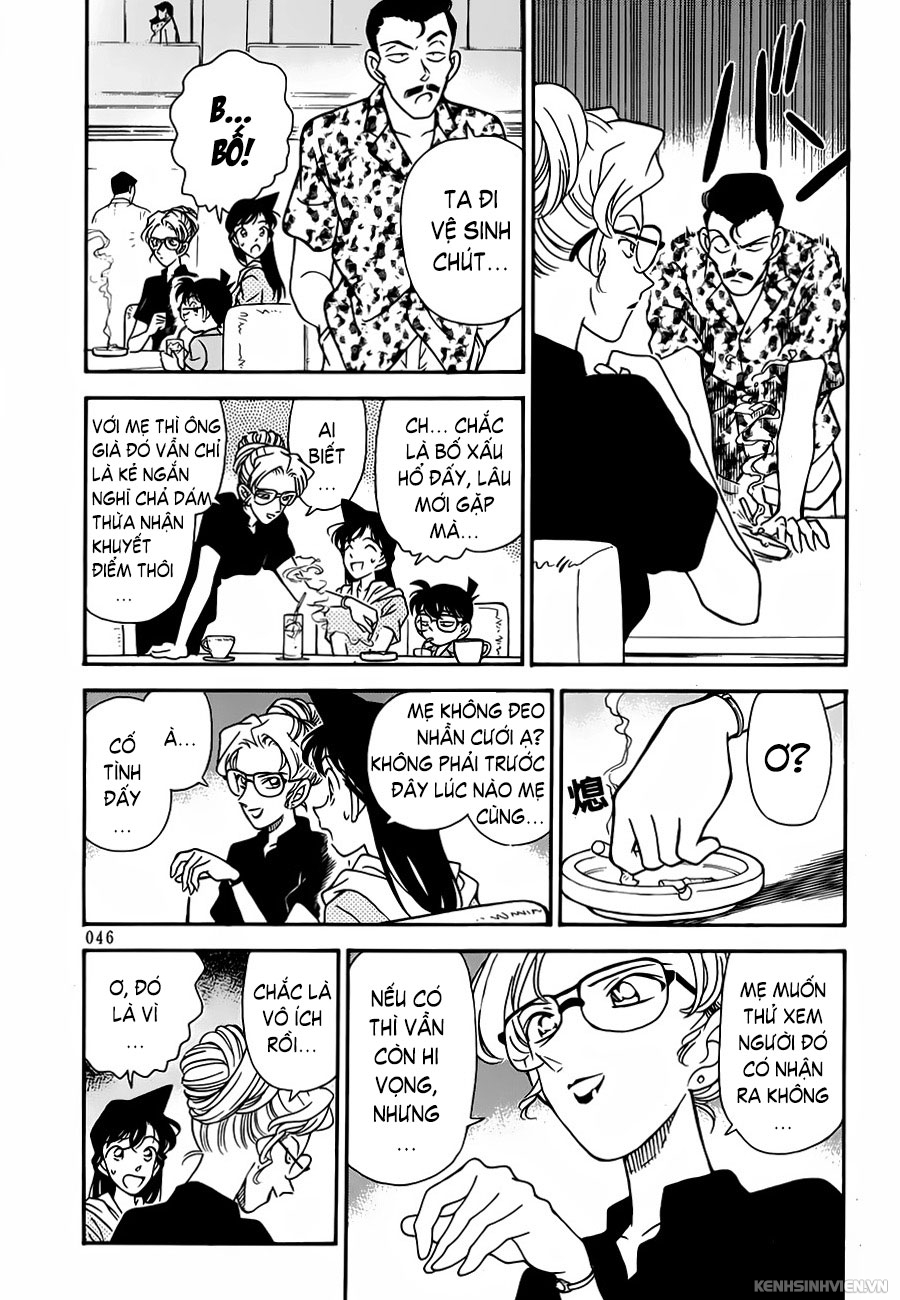 B...
BỐ!
TA ĐI
VỆ SINH
CHÚT...
CH... CHẮC
LÀ BỐ XẤU
HỔ ĐẤY, LÂU
MỚI GẶP
MÀ...
AI
BIẾT
...
VỚI MẸ THÌ ÔNG
GIÀ ĐÓ VẪN CHỈ
LÀ KẺ NGẮN
NGHĨ CHẢ DÁM
THỪA NHẬN
KHUYẾT
ĐIỂM THÔI
...
Ơ?
熄
MẸ KHÔNG ĐEO
NHẪN CƯỚI Ạ?
KHÔNG PHẢI TRƯỚC
ĐÂY LÚC NÀO MẸ
CŨNG...
À...
CỐ
TÌNH
ĐẤY
...
046
MẸ MUỐN
THỬ XEM
NGƯỜI ĐÓ
CÓ NHẬN
RA KHÔNG
...
NẾU CÓ
THÌ VẪN
CÒN HI
VỌNG,
NHƯNG
...
CHẮC LÀ
VÔ ÍCH
RỒI...
Ơ, ĐÓ
LÀ VÌ
...
KENHSINHVIEN.VN